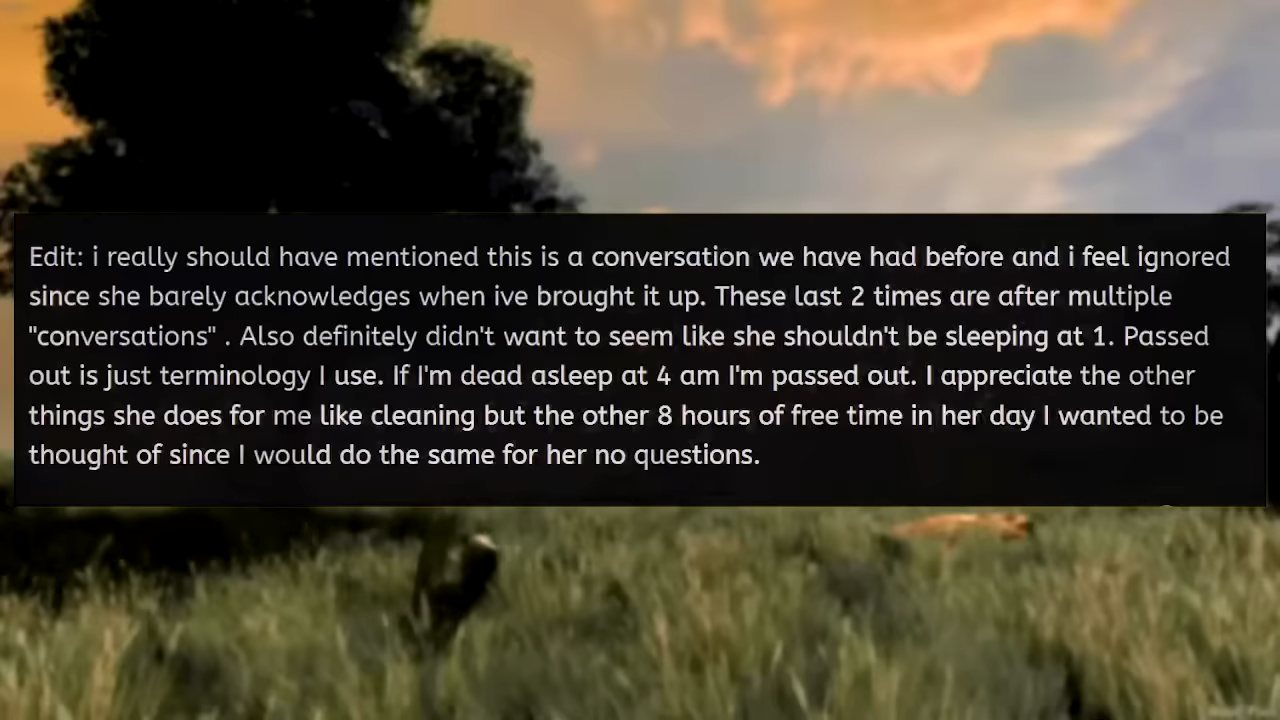 Edit: i really should have mentioned this is a conversation we have had before and i feel ignored
since she barely acknowledges when ive brought it up. These last 2 times are after multiple
"conversations" . Also definitely didn't want to seem like she shouldn't be sleeping at 1. Passed
out is just terminology I use. If I'm dead asleep at 4 am I'm passed out. I appreciate the other
things she does for me like cleaning but the other 8 hours of free time in her day I wanted to be
thought of since I would do the same for her no questions.